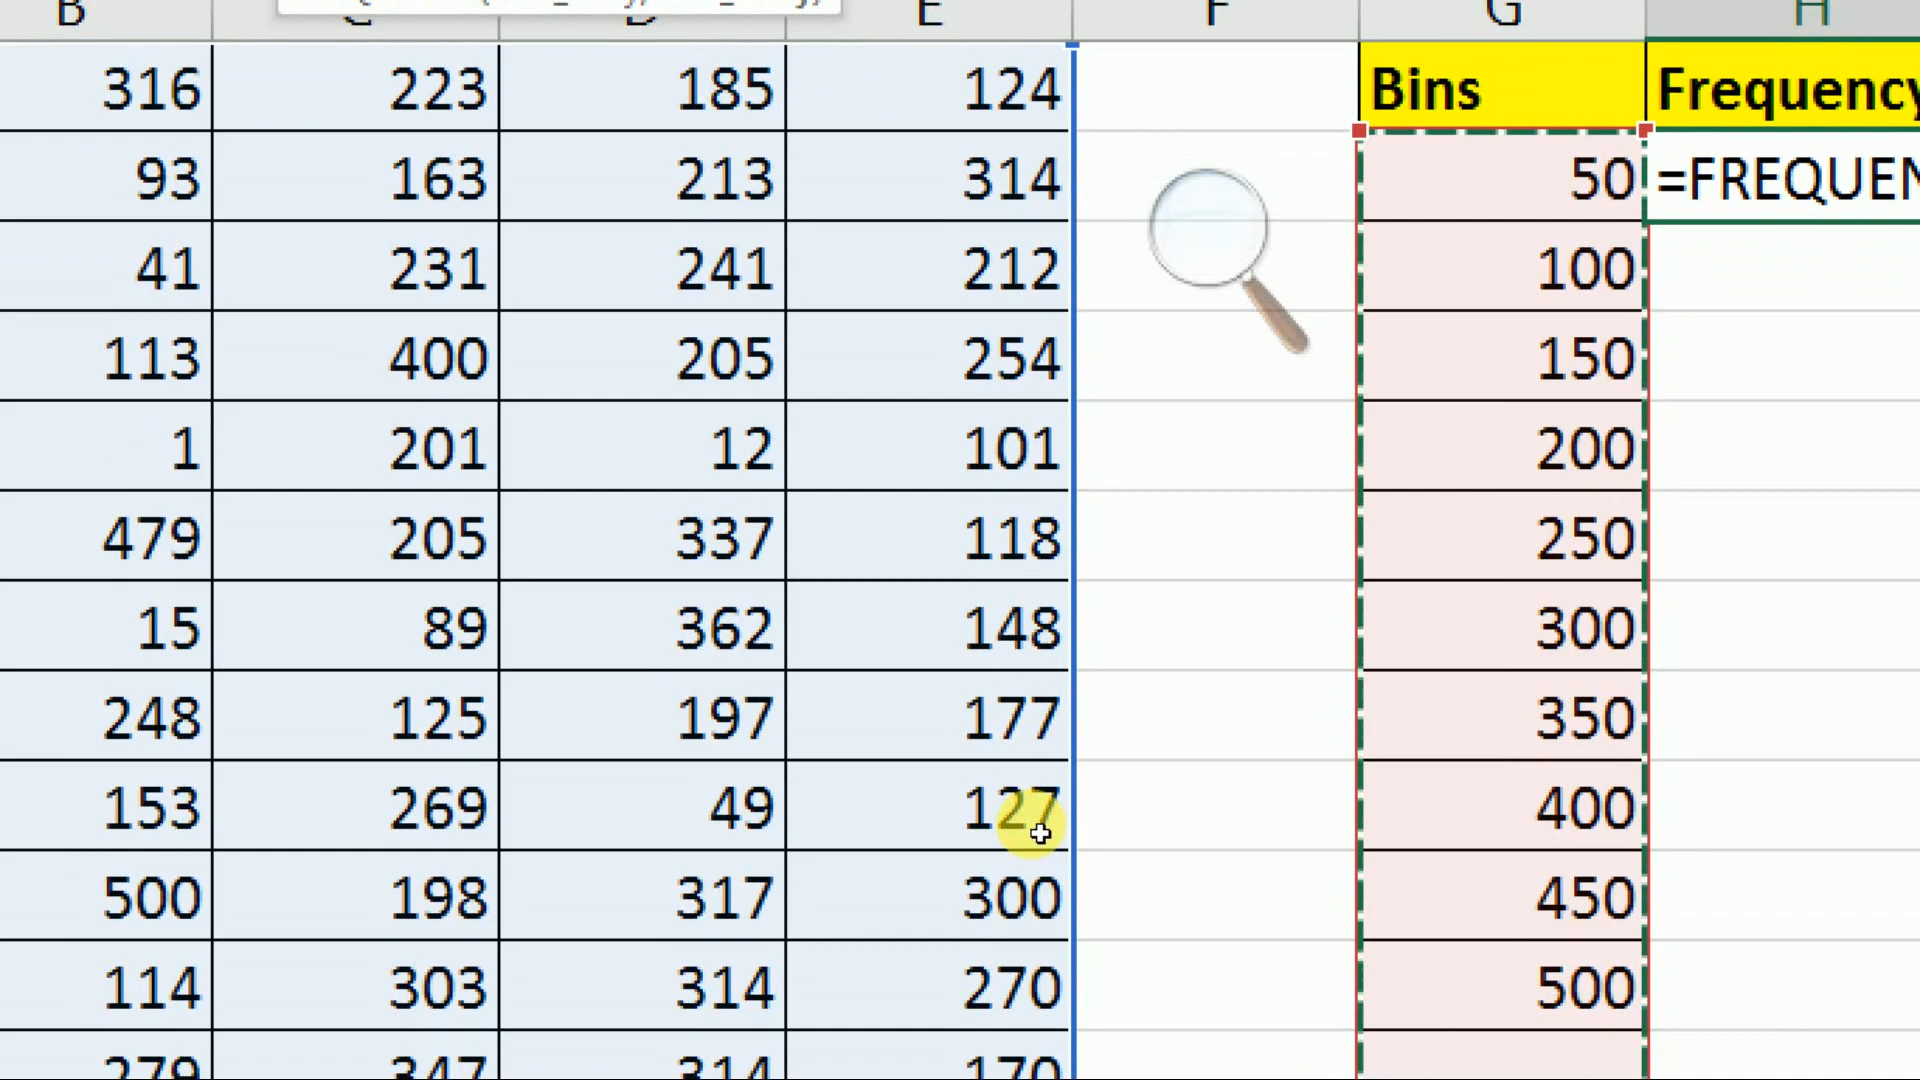 B C D E F G H
316 223 185 124 Bins Frequency
93 163 213 314 50 =FREQUEN
41 231 241 212 100
113 400 205 254 150
1 201 12 101 200
479 205 337 118 250
15 89 362 148 300
248 125 197 177 350
153 269 49 127 400
500 198 317 300 450
114 303 314 270 500
279 347 314 170